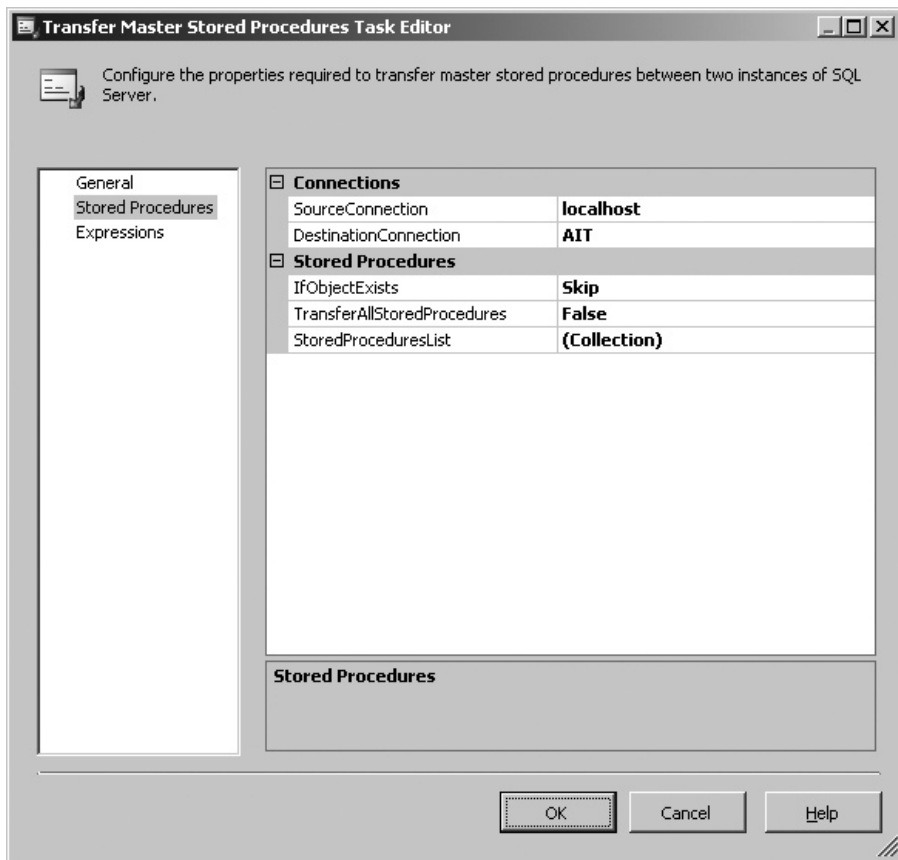 Transfer Master Stored Procedures Task Editor
Configure the properties required to transfer master stored procedures between two instances of SQL
Server.
General
Stored Procedures
Expressions
Connections
SourceConnection localhost
DestinationConnection AIT
Stored Procedures
IfObjectExists Skip
TransferAllStoredProcedures False
StoredProceduresList (Collection)
Stored Procedures
OK Cancel Help